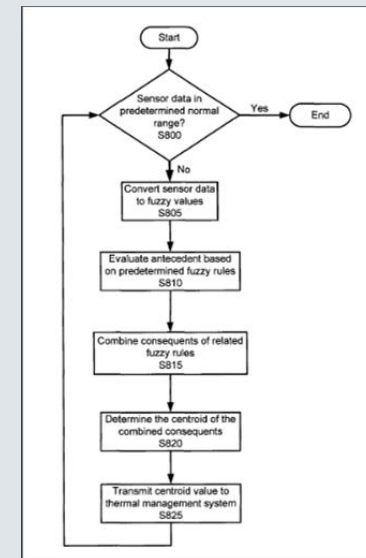 Start
Sensor data in
predetermined normal
range?
S800
Yes
End
No
Convert sensor data
to fuzzy values
S805
Evaluate antecedent based
on predetermined fuzzy rules
S810
Combine consequents of related
fuzzy rules
S815
Determine the centroid of the
combined consequents
S820
Transmit centroid value to
thermal management system
S825